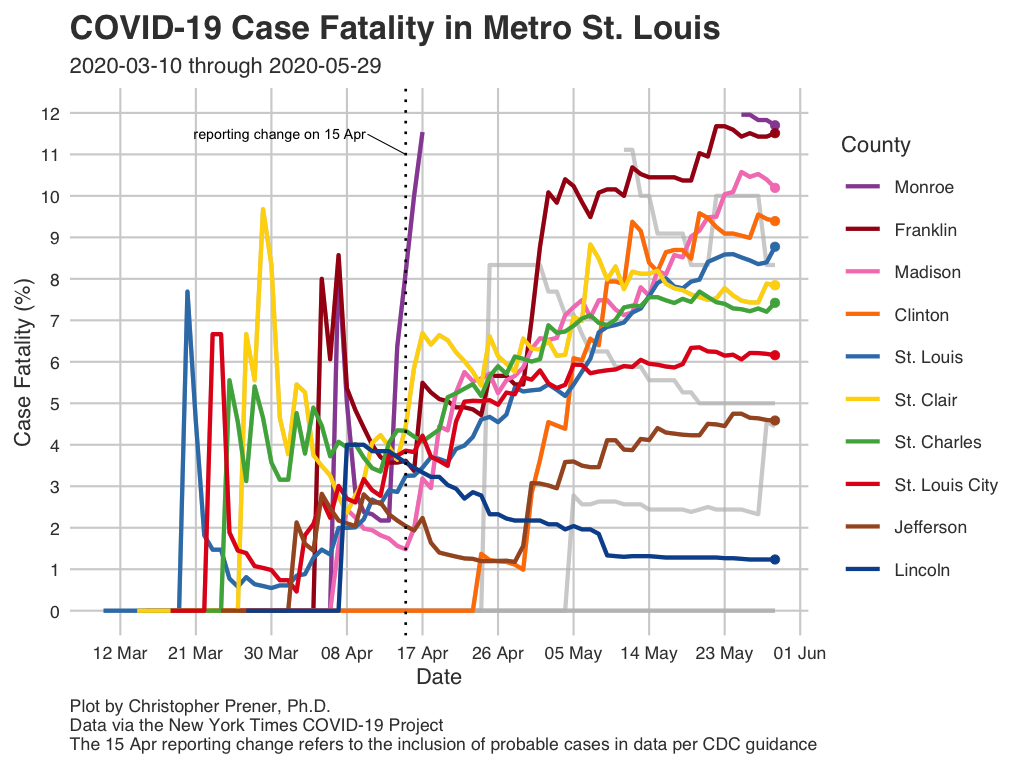 COVID-19 Case Fatality in Metro St. Louis
2020-03-10 through 2020-05-29
Case Fatality (%)
12
11
10
9
8
7
6
5
4
3
2
1
0
reporting change on 15 Apr
12 Mar 21 Mar 30 Mar 08 Apr 17 Apr 26 Apr 05 May 14 May 23 May 01 Jun
Date
County
Monroe
Franklin
Madison
Clinton
St. Louis
St. Clair
St. Charles
St. Louis City
Jefferson
Lincoln
Plot by Christopher Prener, Ph.D.
Data via the New York Times COVID-19 Project
The 15 Apr reporting change refers to the inclusion of probable cases in data per CDC guidance